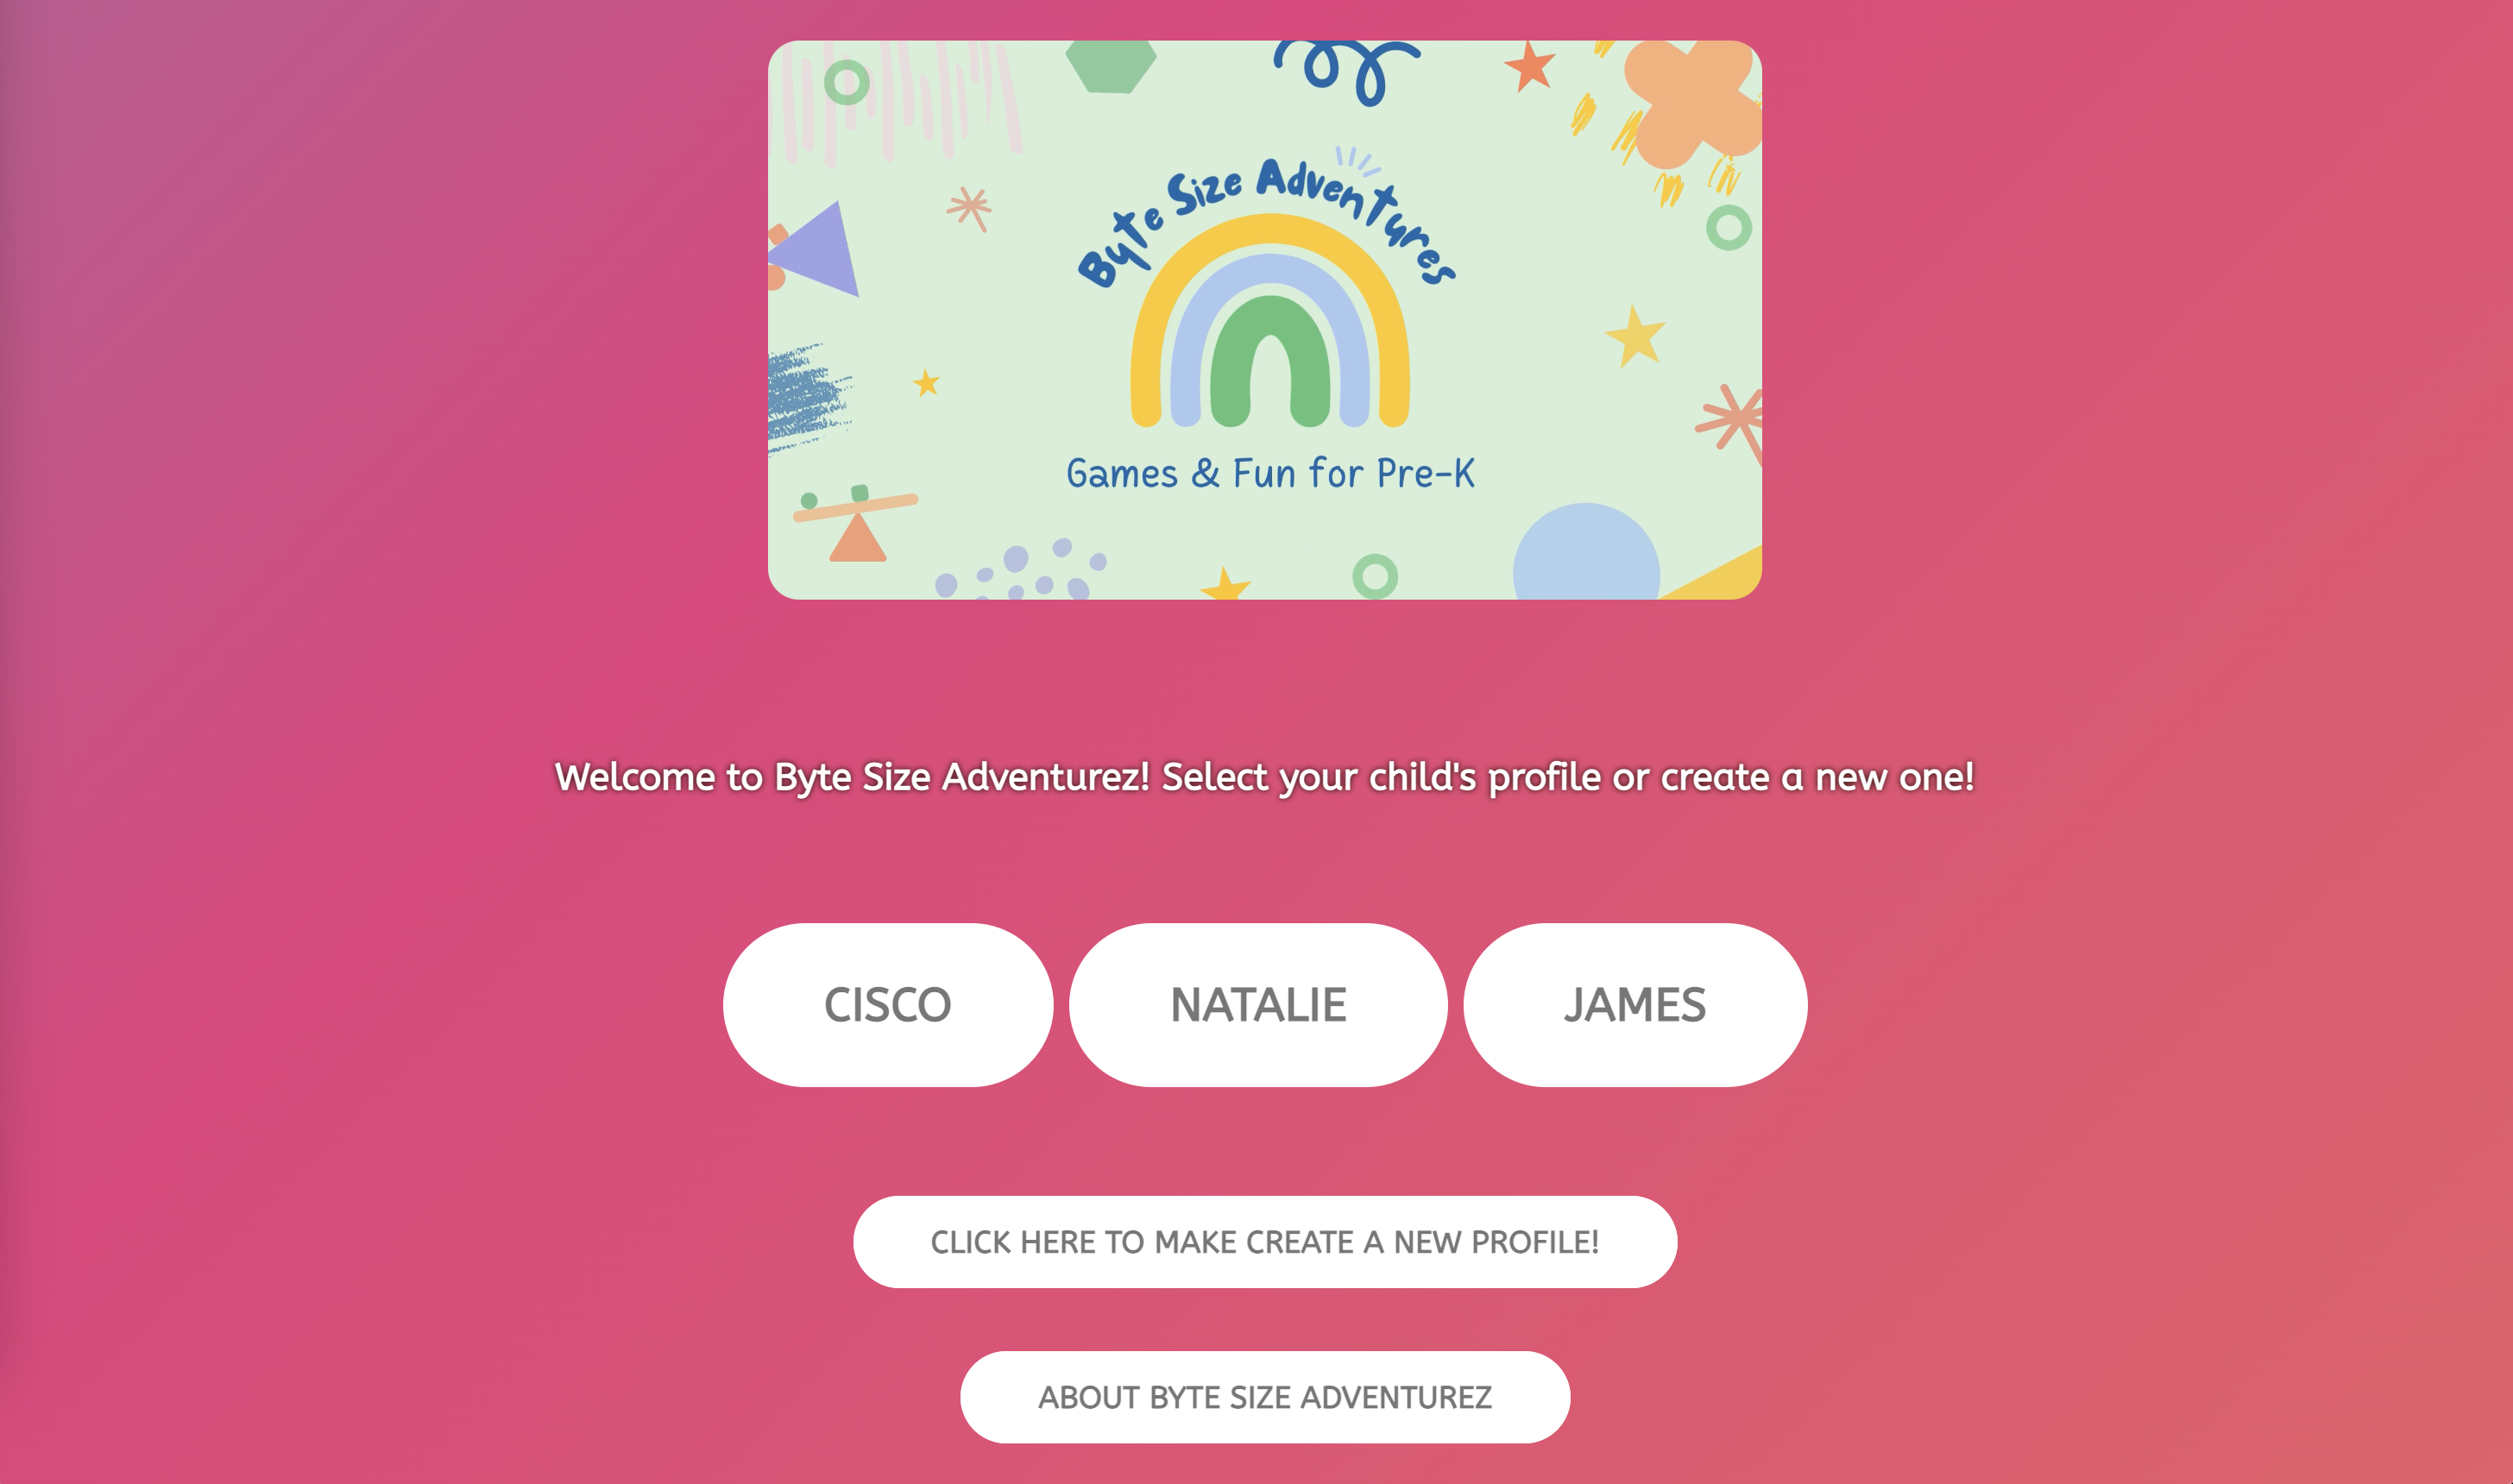 Byte Size Adventures
Games & Fun for Pre-K
Welcome to Byte Size Adventurez! Select your child's profile or create a new one!
CISCO NATALIE JAMES
CLICK HERE TO MAKE CREATE A NEW PROFILE!
ABOUT BYTE SIZE ADVENTUREZ